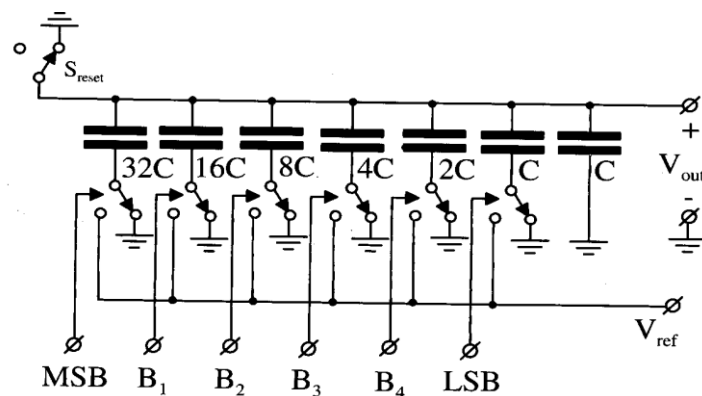 S_reset
32C 16C 8C 4C 2C C C
+
V_out
-
V_ref
MSB B_1 B_2 B_3 B_4 LSB